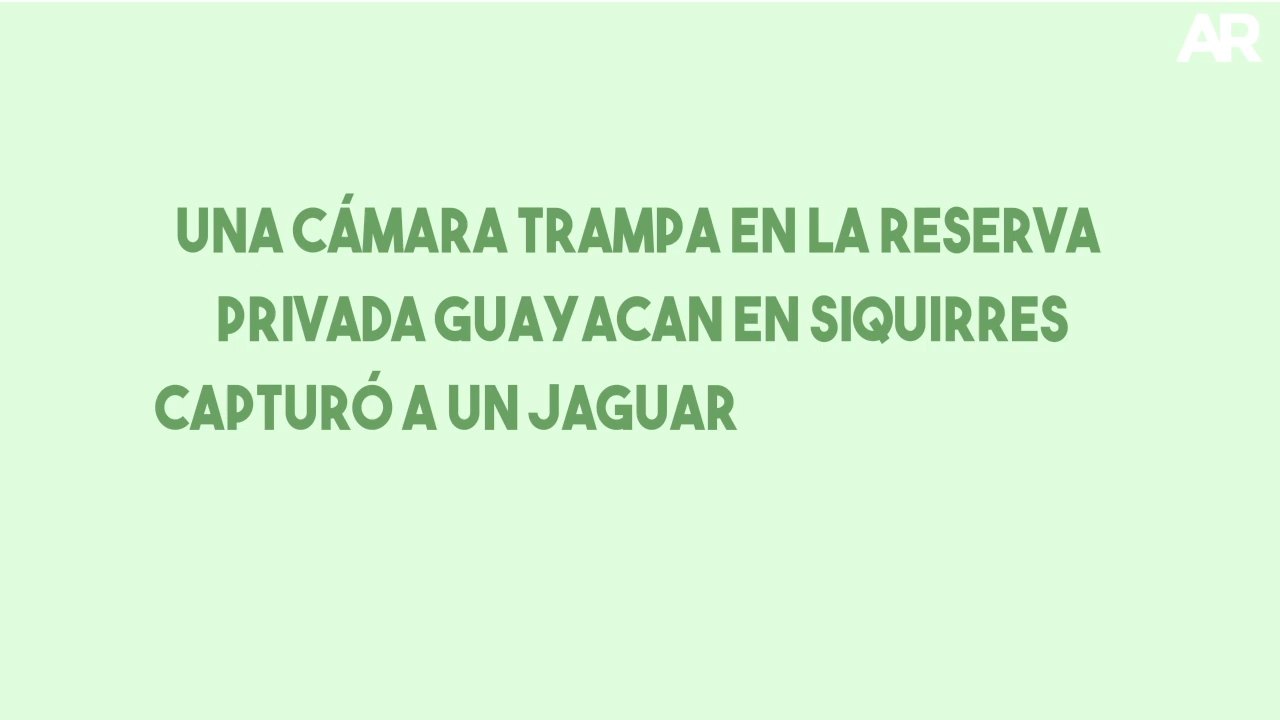 AR
UNA CÁMARA TRAMPA EN LA RESERVA
PRIVADA GUAYACAN EN SIQUIRRES
CAPTURÓ A UN JAGUAR